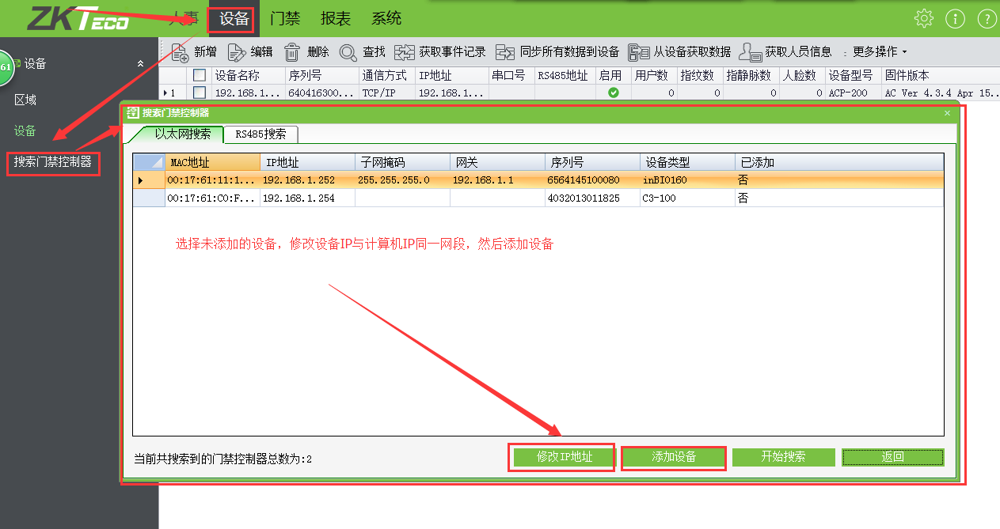 ZKTeco 人事 设备 门禁 报表 系统
61 设备
新增 编辑 删除 查找 获取事件记录 同步所有数据到设备 从设备获取数据 获取人员信息 : 更多操作
设备名称 序列号 通信方式 IP地址 串口号 RS485地址 启用 用户数 指纹数 指静脉数 人脸数 设备型号 固件版本
1 192.168.1... 640416300... TCP/IP 192.168.1... 0 0 0 0 ACP-200 AC Ver 4.3.4 Apr 15..
区域
设备
搜索门禁控制器
搜索门禁控制器
以太网搜索 RS485搜索
MAC地址 IP地址 子网掩码 网关 序列号 设备类型 已添加
00:17:61:11:1... 192.168.1.252 255.255.255.0 192.168.1.1 6564145100080 inBIO160 否
00:17:61:C0:F... 192.168.1.254 4032013011825 C3-100 否
选择未添加的设备，修改设备IP与计算机IP同一网段，然后添加设备
当前共搜索到的门禁控制器总数为:2
修改IP地址 添加设备 开始搜索 返回